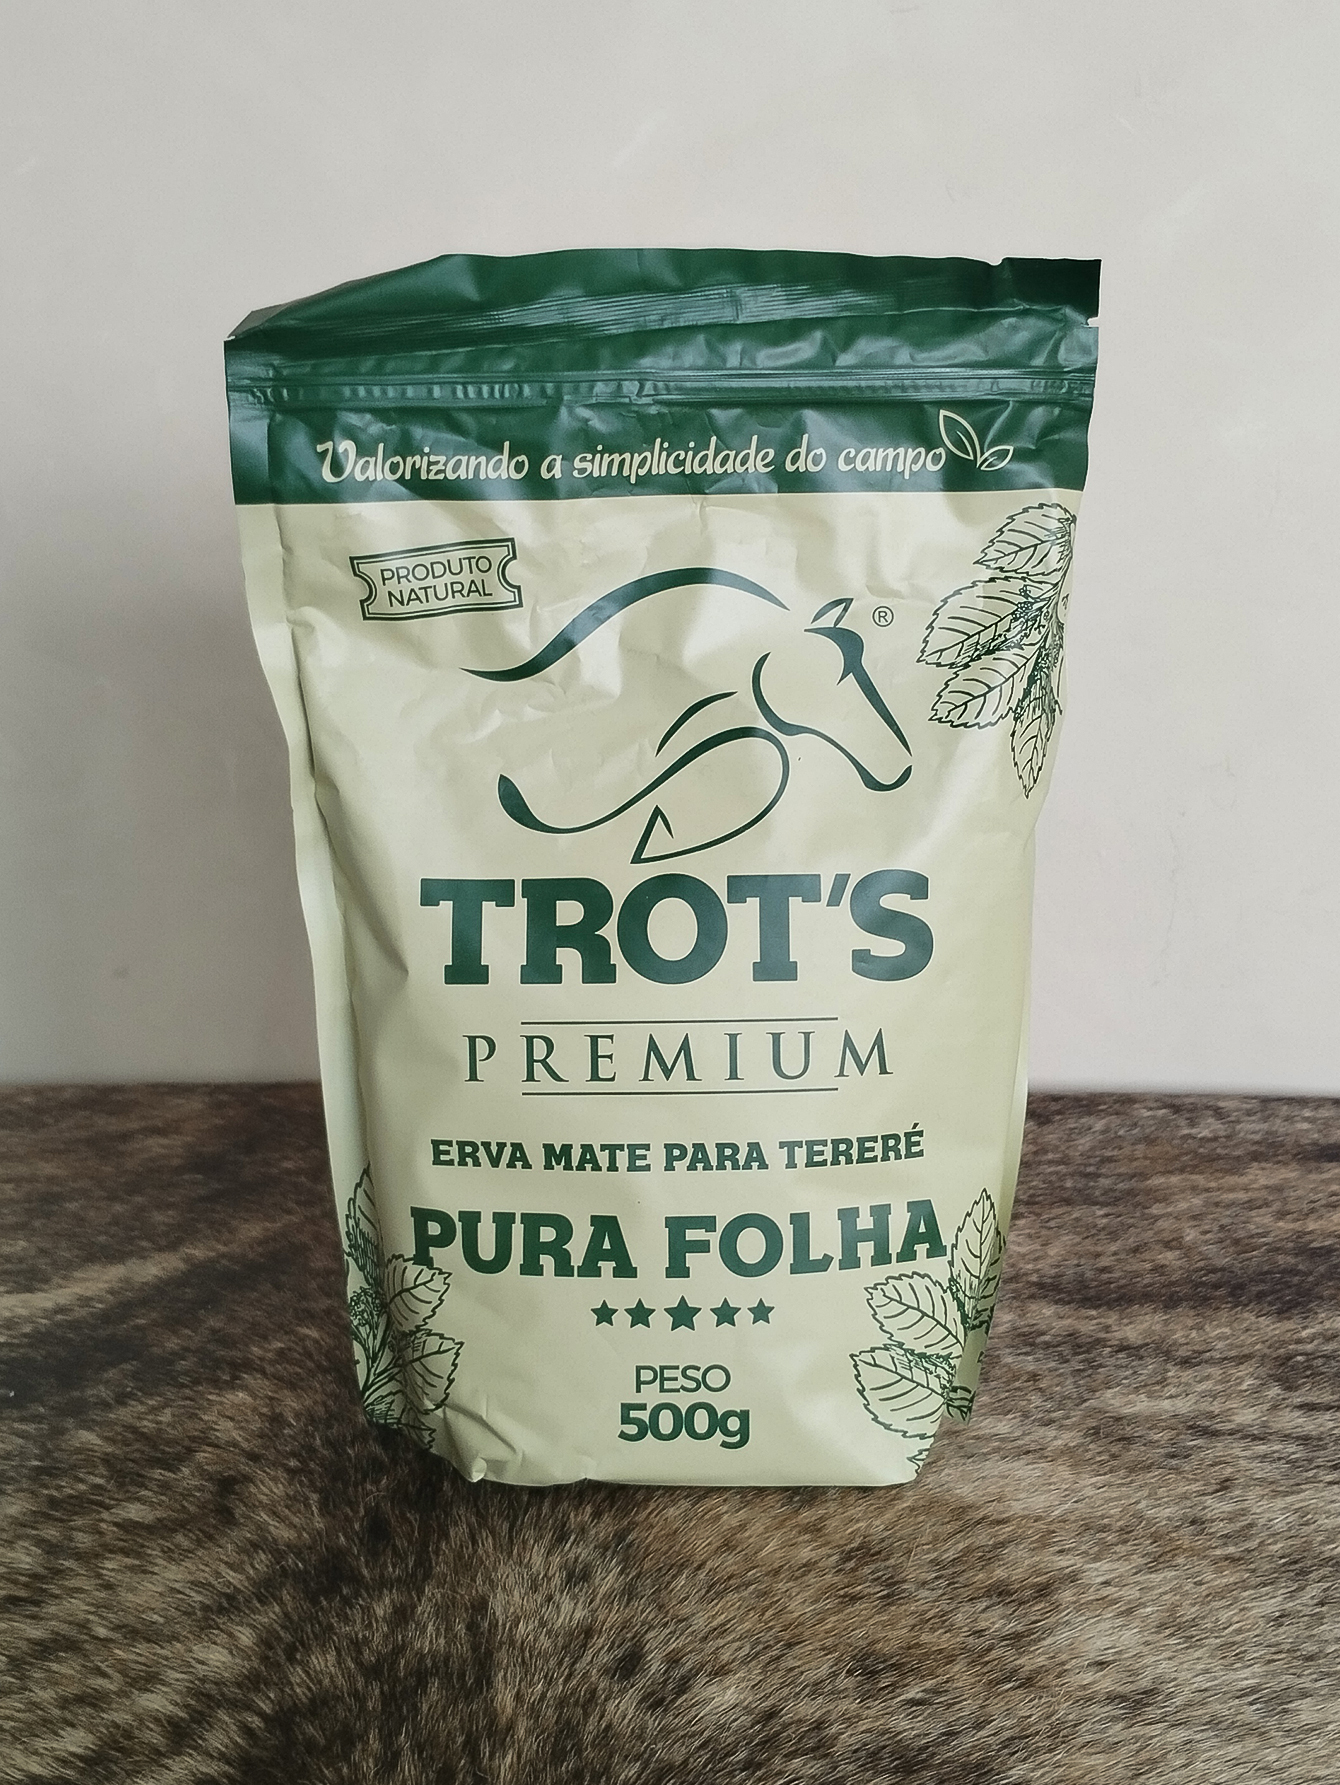 Valorizando a simplicidade do campo
PRODUTO
NATURAL
®
TROT'S
PREMIUM
ERVA MATE PARA TERERÉ
PURA FOLHA
PESO
500g